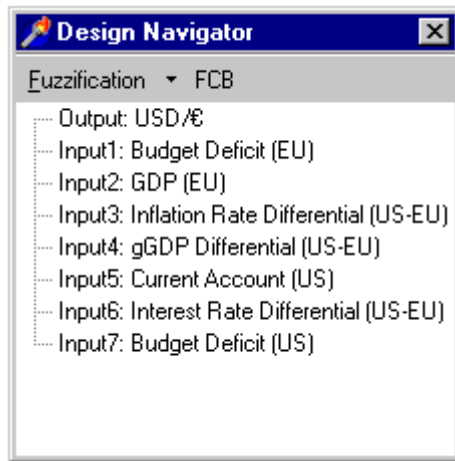 Design Navigator
Fuzzification FCB
Output: USD/€
Input1: Budget Deficit (EU)
Input2: GDP (EU)
Input3: Inflation Rate Differential (US-EU)
Input4: gGDP Differential (US-EU)
Input5: Current Account (US)
Input6: Interest Rate Differential (US-EU)
Input7: Budget Deficit (US)